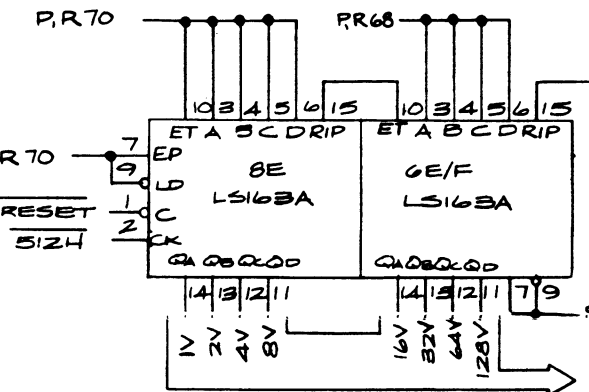 P,R70 P,R68
10 3 4 5 6 15 10 3 4 5 6 15
ET A B C D RIP ET A B C D RIP
R70 7 EP 8E 6E/F
9 LD LS163A LS163A
RESET 1 C
512H 2 CK
QA QB QC QD QA QB QC QD
14 13 12 11 14 13 12 11 7 9
1V 2V 4V 8V 16V 32V 64V 128V